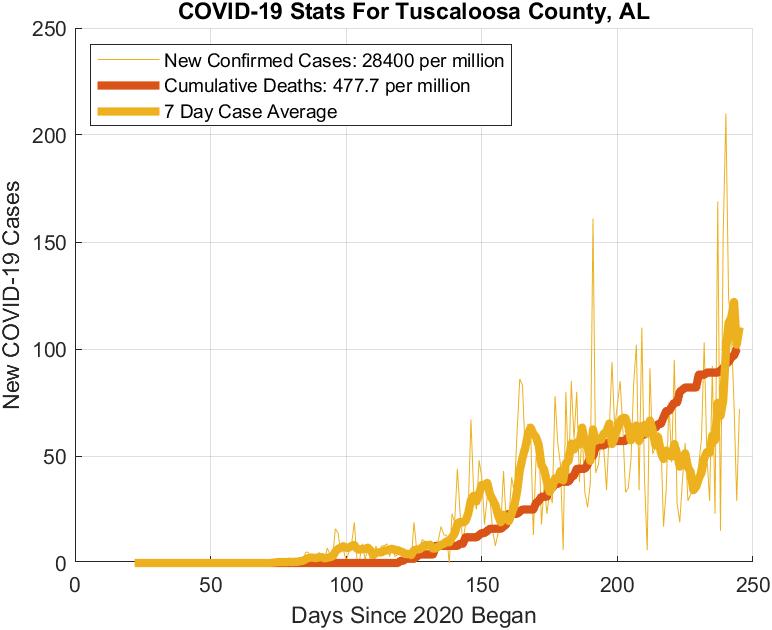 COVID-19 Stats For Tuscaloosa County, AL
New Confirmed Cases: 28400 per million
Cumulative Deaths: 477.7 per million
7 Day Case Average
New COVID-19 Cases
250
200
150
100
50
0
0 50 100 150 200 250
Days Since 2020 Began